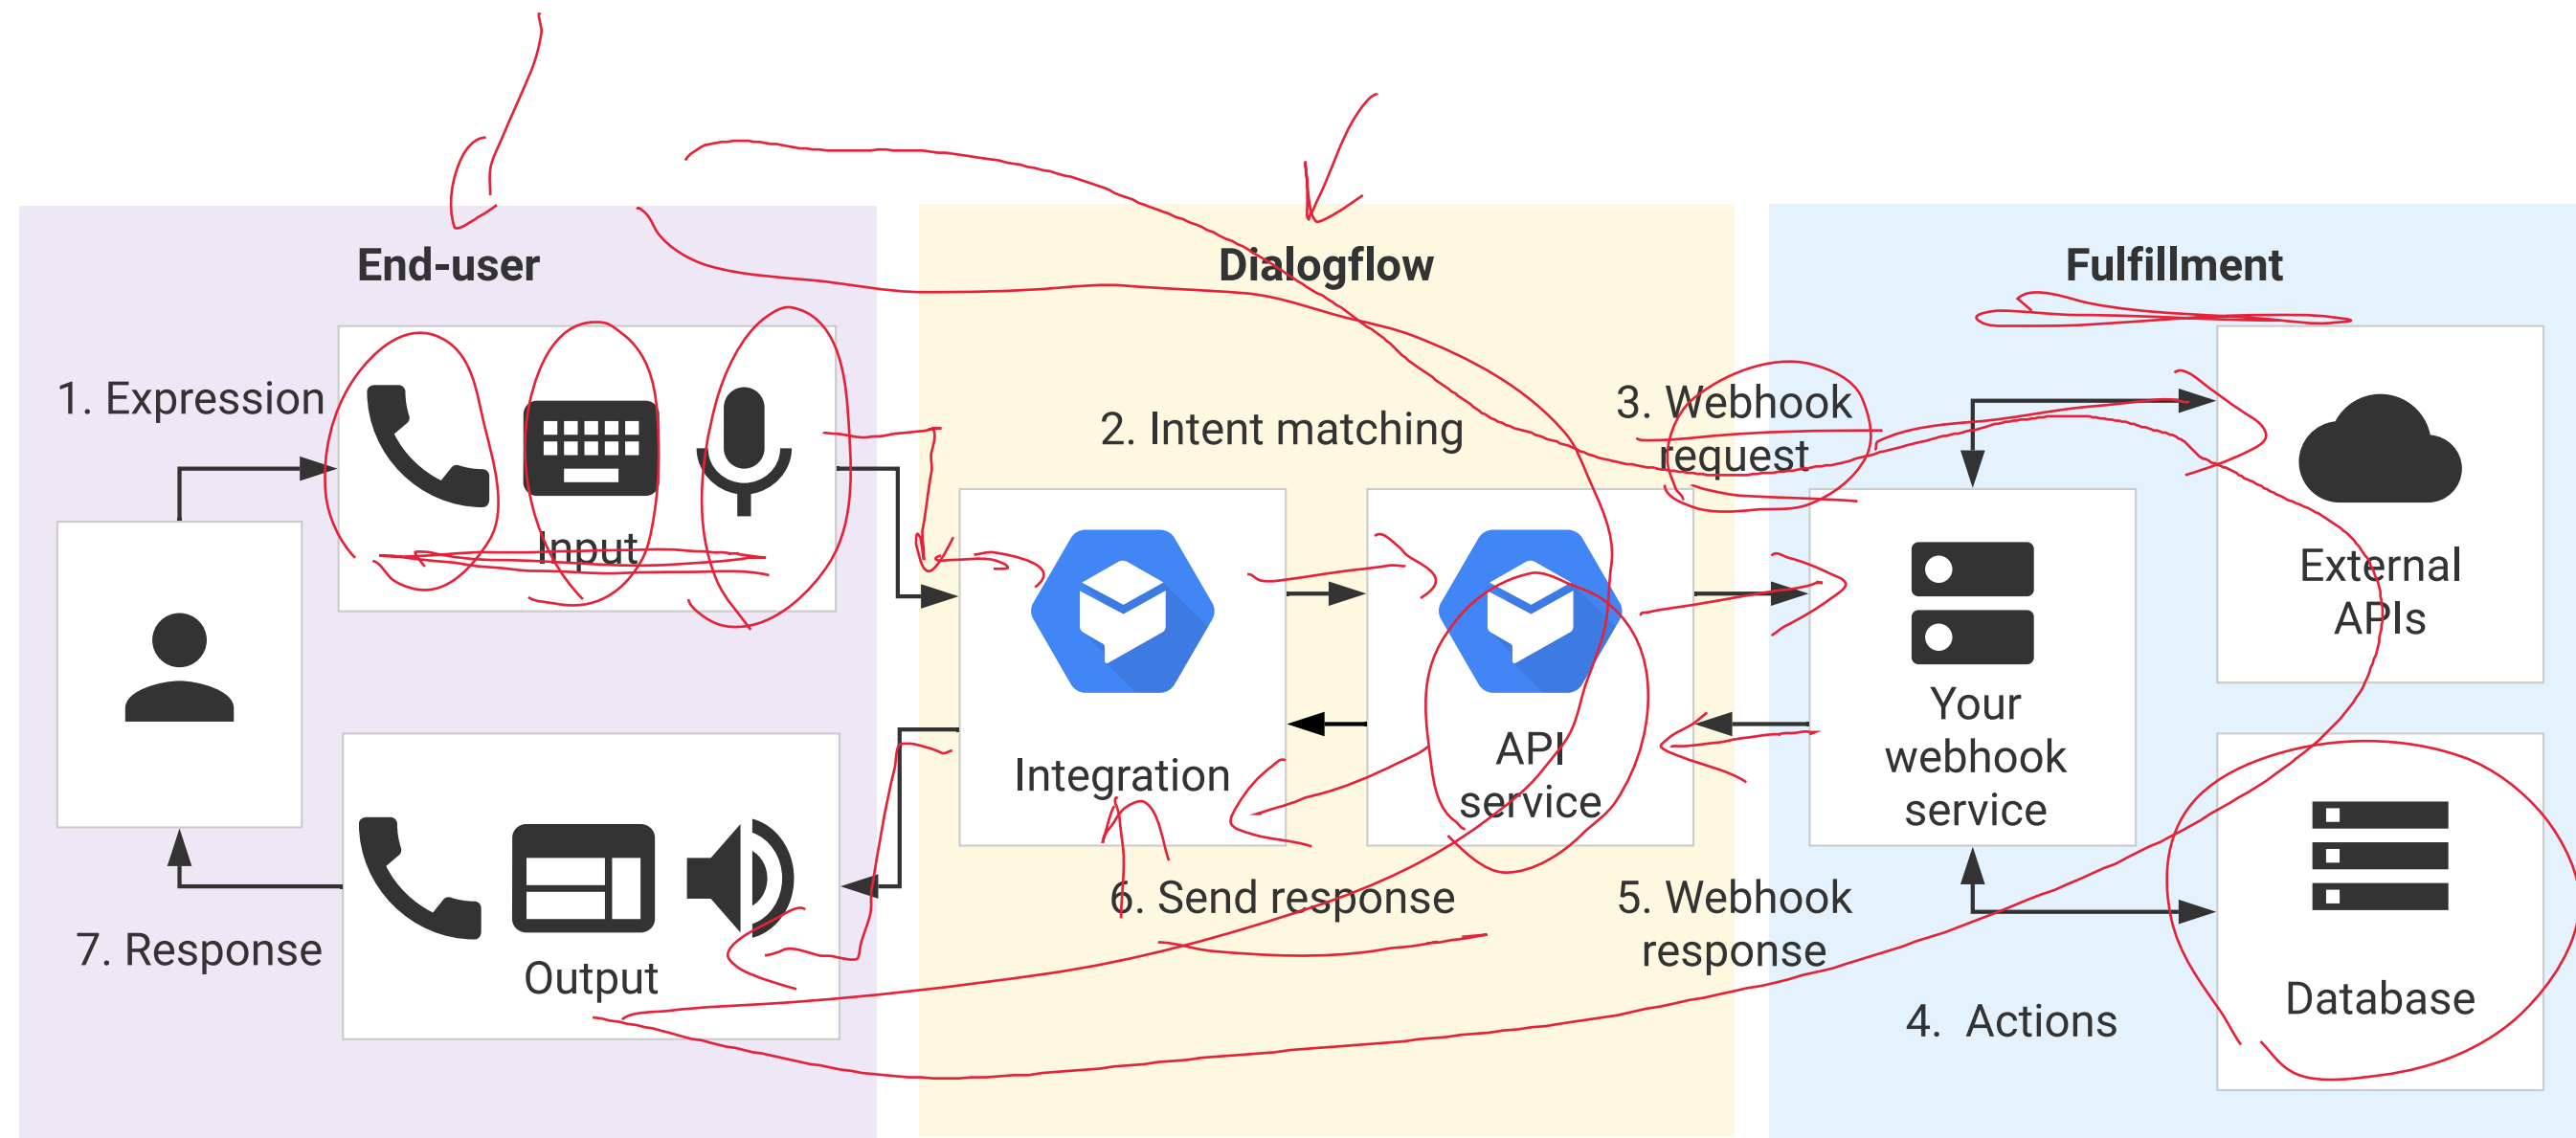 End-user
Dialogflow
Fulfillment
1. Expression
Input
2. Intent matching
3. Webhook
request
External
APIs
Integration
API
service
Your
webhook
service
6. Send response
5. Webhook
response
7. Response
Output
4. Actions
Database